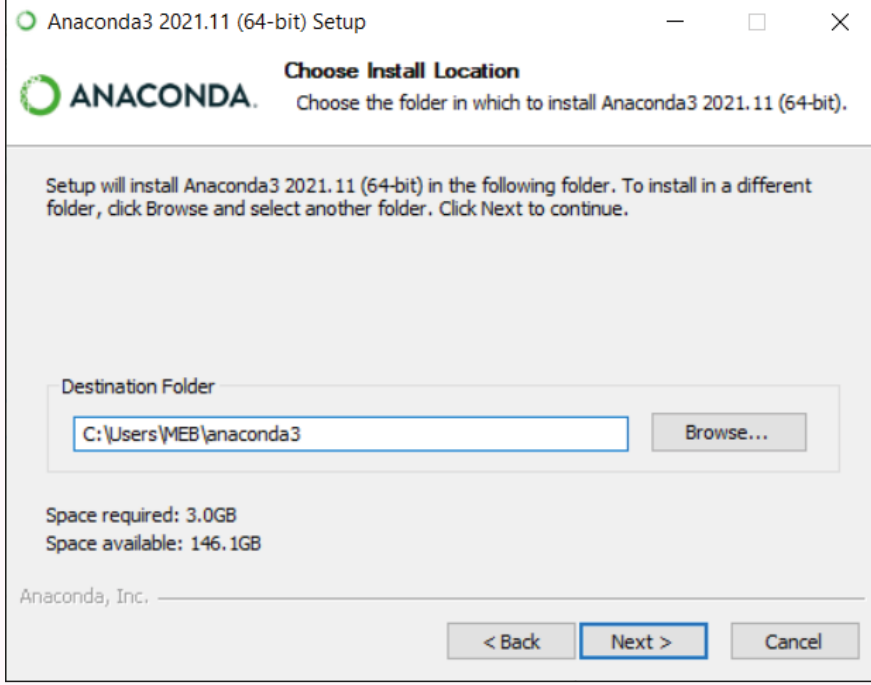 Anaconda3 2021.11 (64-bit) Setup
ANACONDA.
Choose Install Location
Choose the folder in which to install Anaconda3 2021.11 (64-bit).
Setup will install Anaconda3 2021.11 (64-bit) in the following folder. To install in a different
folder, click Browse and select another folder. Click Next to continue.
Destination Folder
C:\Users\MEB\anaconda3
Browse...
Space required: 3.0GB
Space available: 146.1GB
Anaconda, Inc.
< Back
Next >
Cancel